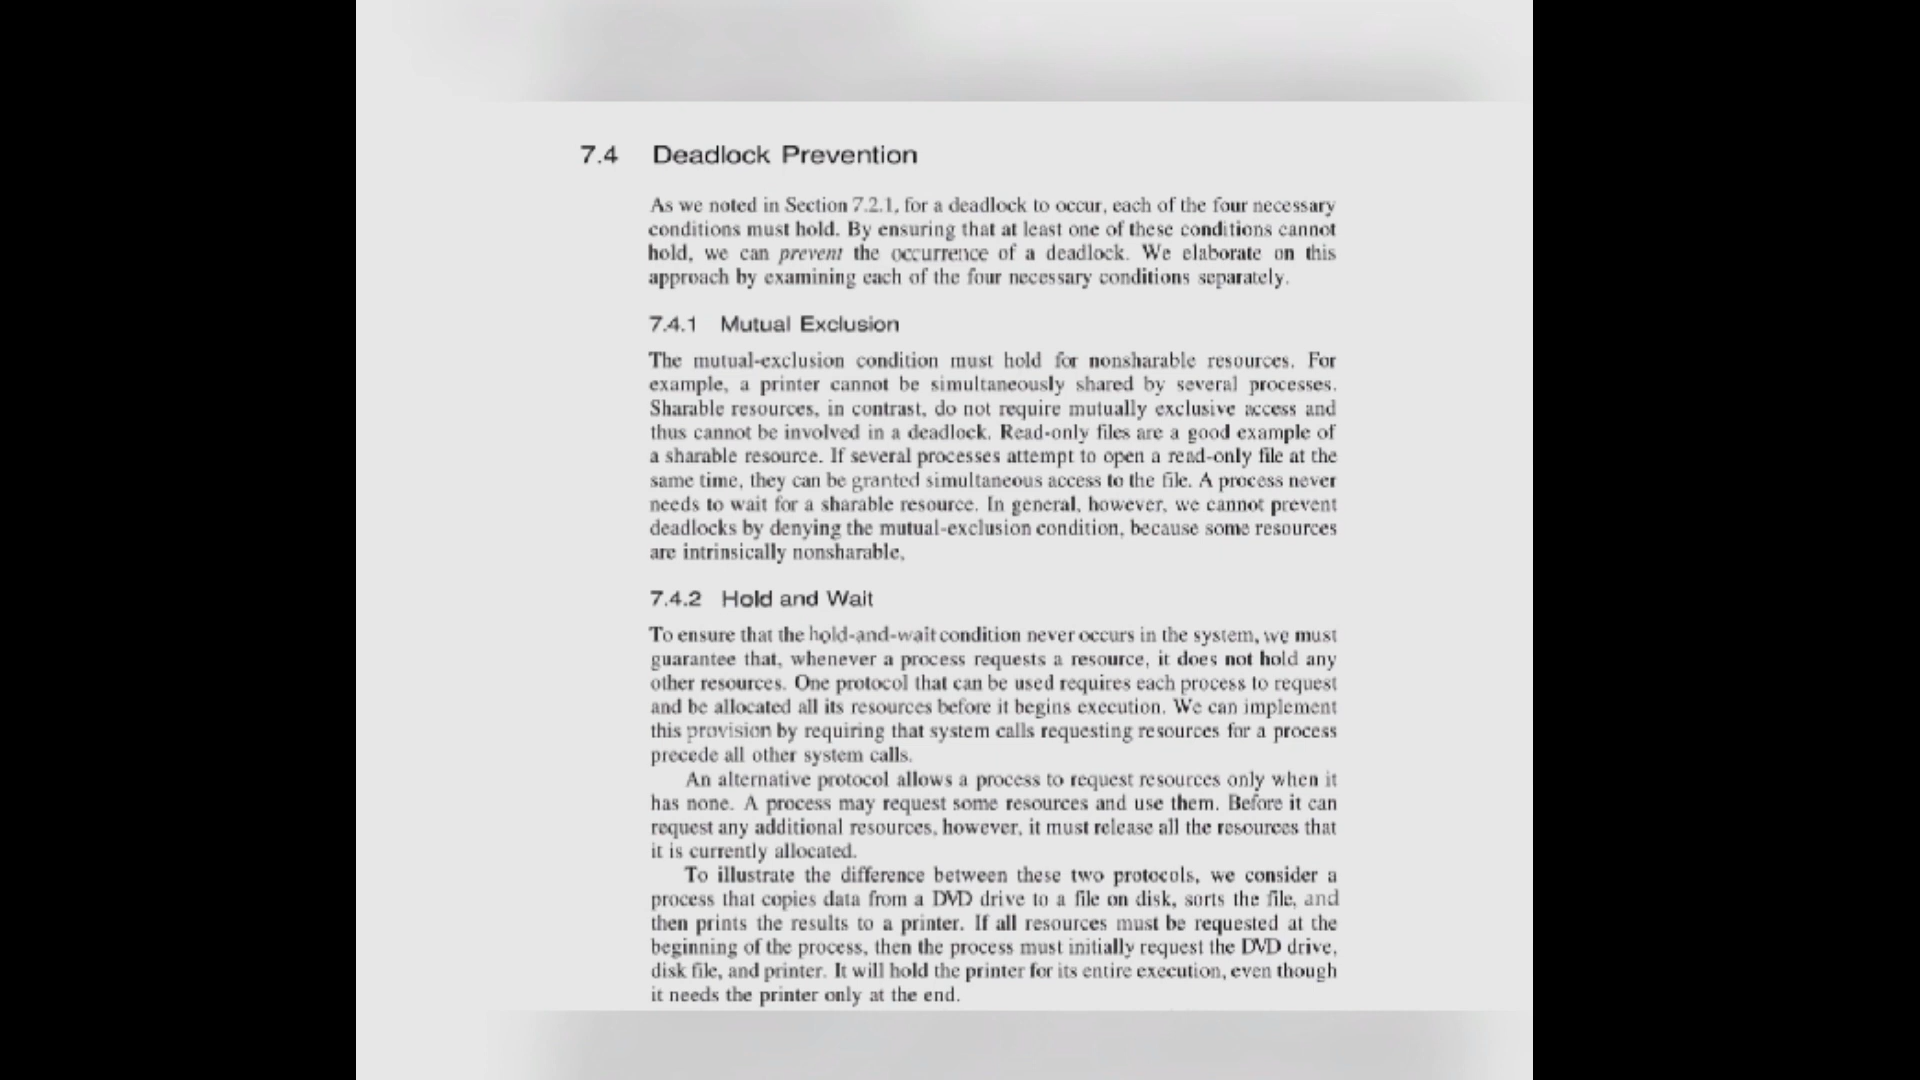 7.4 Deadlock Prevention
As we noted in Section 7.2.1, for a deadlock to occur, each of the four necessary
conditions must hold. By ensuring that at least one of these conditions cannot
hold, we can prevent the occurrence of a deadlock. We elaborate on this
approach by examining each of the four necessary conditions separately.
7.4.1 Mutual Exclusion
The mutual-exclusion condition must hold for nonsharable resources. For
example, a printer cannot be simultaneously shared by several processes.
Sharable resources, in contrast, do not require mutually exclusive access and
thus cannot be involved in a deadlock. Read-only files are a good example of
a sharable resource. If several processes attempt to open a read-only file at the
same time, they can be granted simultaneous access to the file. A process never
needs to wait for a sharable resource. In general, however, we cannot prevent
deadlocks by denying the mutual-exclusion condition, because some resources
are intrinsically nonsharable,
7.4.2 Hold and Wait
To ensure that the hold-and-wait condition never occurs in the system, we must
guarantee that, whenever a process requests a resource, it does not hold any
other resources. One protocol that can be used requires each process to request
and be allocated all its resources before it begins execution. We can implement
this provision by requiring that system calls requesting resources for a process
precede all other system calls.
An alternative protocol allows a process to request resources only when it
has none. A process may request some resources and use them. Before it can
request any additional resources, however, it must release all the resources that
it is currently allocated.
To illustrate the difference between these two protocols, we consider a
process that copies data from a DVD drive to a file on disk, sorts the file, and
then prints the results to a printer. If all resources must be requested at the
beginning of the process, then the process must initially request the DVD drive,
disk file, and printer. It will hold the printer for its entire execution, even though
it needs the printer only at the end.